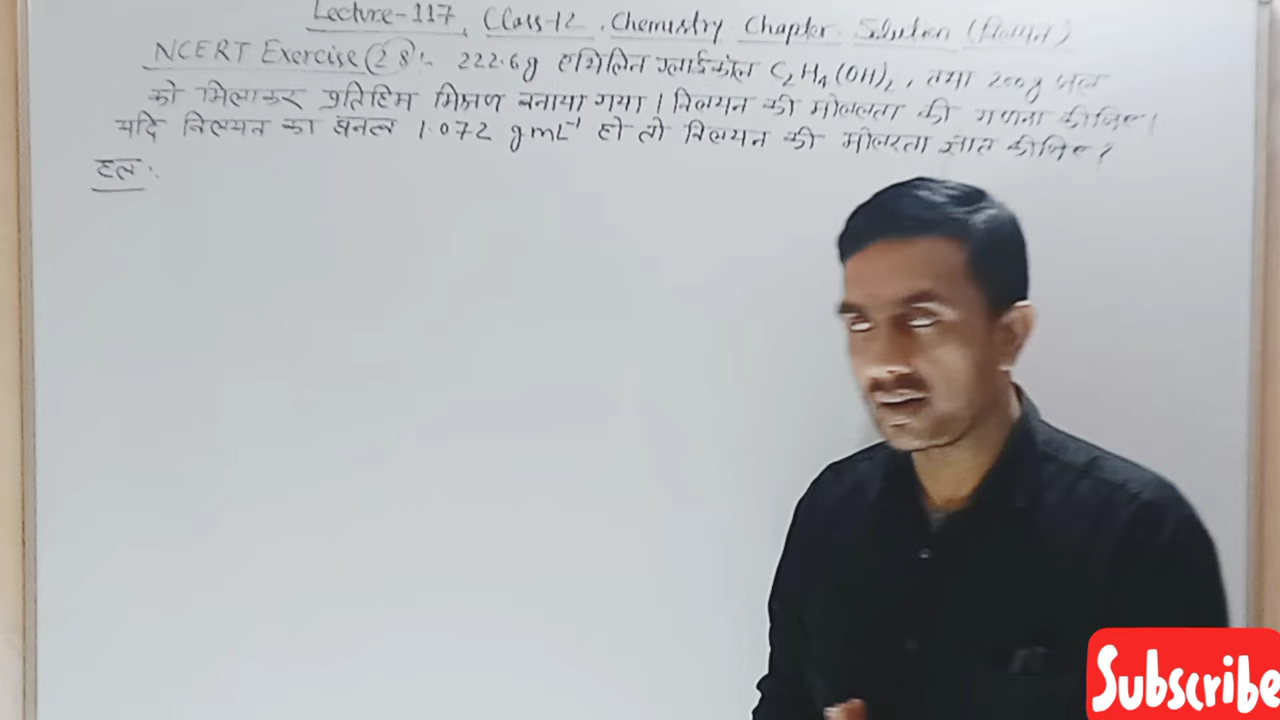 Lecture-117, Class-12, Chemistry Chapter Solution (विलयन)
NCERT Exercise (2.8):- 222.6g एथिलिन ग्लाईकॉल C₂H₄(OH)₂, तथा 200g जल
को मिलाकर प्रतिहिम मिश्रण बनाया गया। विलयन की मोललता की गणना कीजिए।
यदि विलयन का घनत्व 1.072 g mL⁻¹ हो तो विलयन की मोलरता ज्ञात कीजिए?
हल:
Subscribe